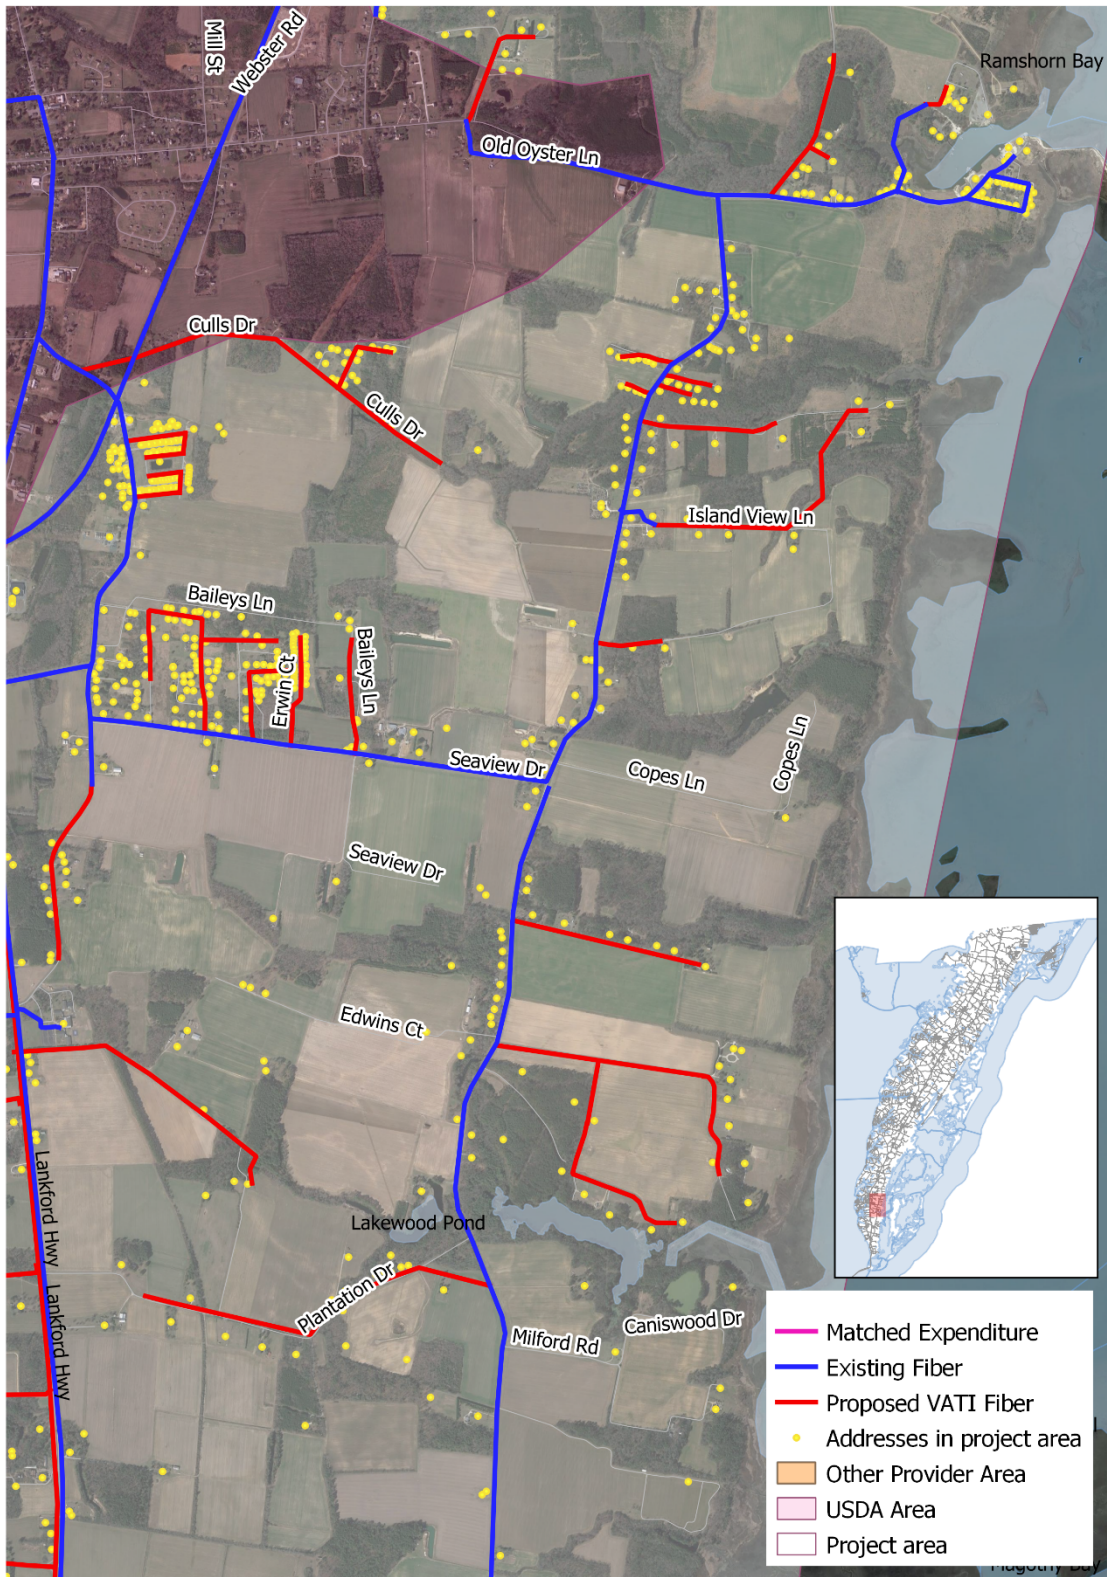 Mill St
Webster Rd
Ramshorn Bay
Old Oyster Ln
Culls Dr
Culls Dr
Island View Ln
Baileys Ln
Baileys Ln
Erwin Ct
Seaview Dr
Copes Ln
Copes Ln
Seaview Dr
Edwins Ct
Lankford Hwy
Lakewood Pond
Lankford Hwy
Plantation Dr
Milford Rd
Caniswood Dr
Matched Expenditure
Existing Fiber
Proposed VATI Fiber
Addresses in project area
Other Provider Area
USDA Area
Project area
Magothy Bay